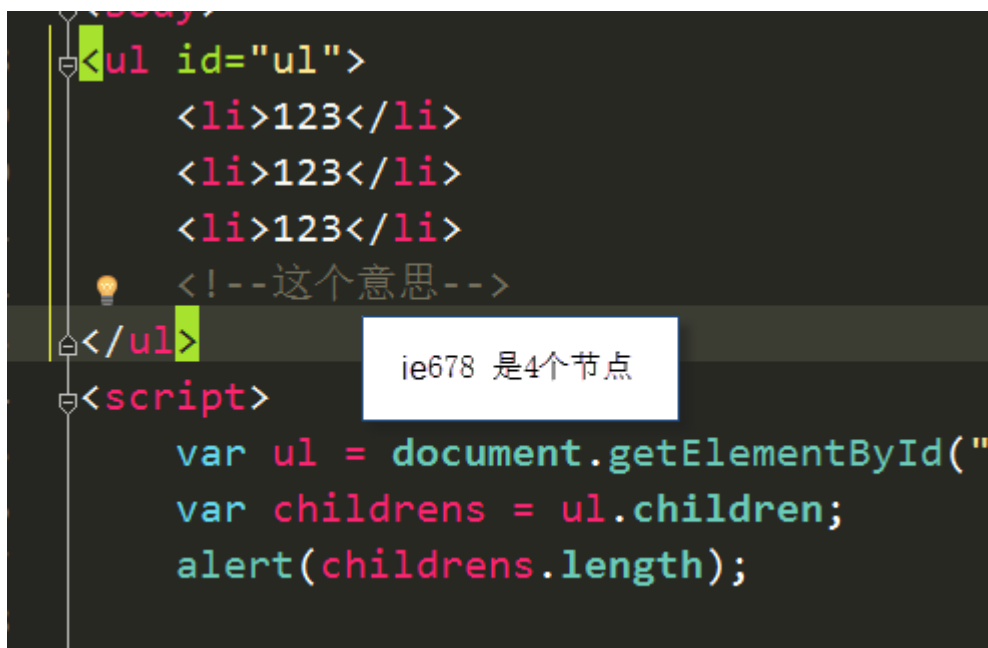 <body>
<ul id="ul">
<li>123</li>
<li>123</li>
<li>123</li>
<!--这个意思-->
</ul>
ie678 是4个节点
<script>
var ul = document.getElementById("
var childrens = ul.children;
alert(childrens.length);